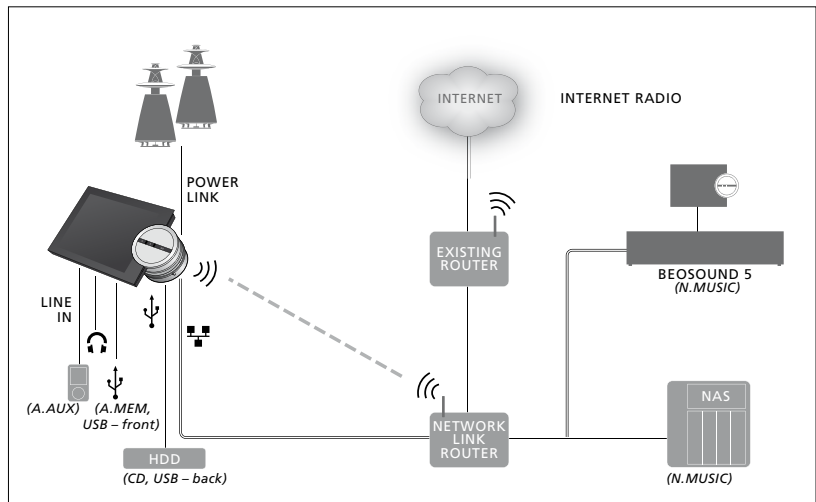 INTERNET
INTERNET RADIO
POWER
LINK
EXISTING
ROUTER
BEOSOUND 5
(N.MUSIC)
LINE
IN
(A.AUX)
(A.MEM,
USB – front)
HDD
(CD, USB – back)
NETWORK
LINK
ROUTER
NAS
(N.MUSIC)